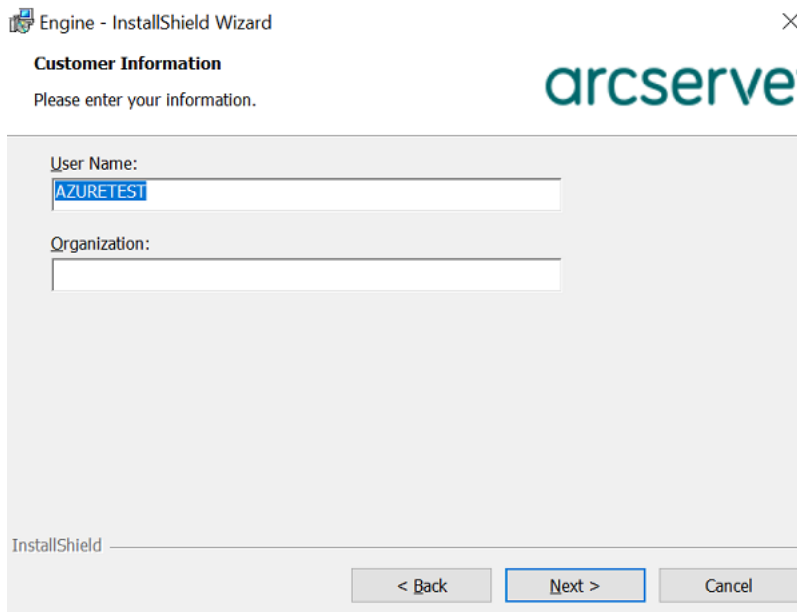 Engine - InstallShield Wizard
Customer Information
Please enter your information.
arcserve
User Name:
AZURETEST
Organization:
InstallShield
< Back Next > Cancel